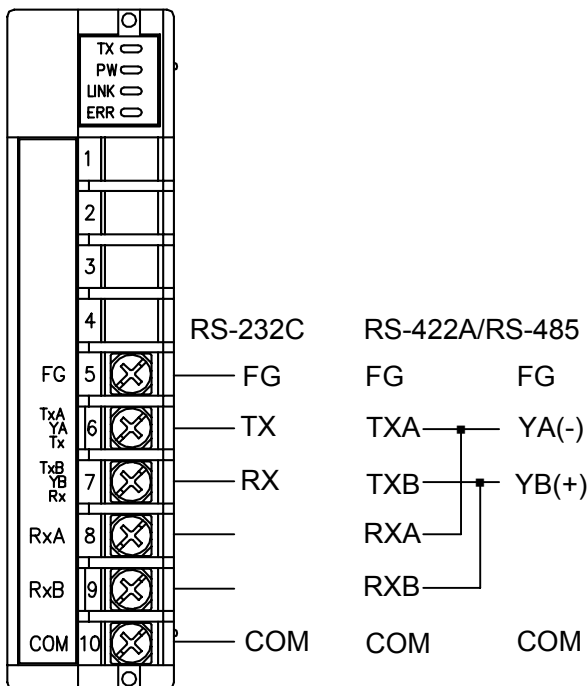 TX
PW
LINK
ERR
1
2
3
4
RS-232C RS-422A/RS-485
FG 5 FG FG FG
TxA
YA
Tx
6 TX TXA YA(-)
TxB
YB
Rx
7 RX TXB YB(+)
RxA 8 RXA
RxB 9 RXB
COM 10 COM COM COM